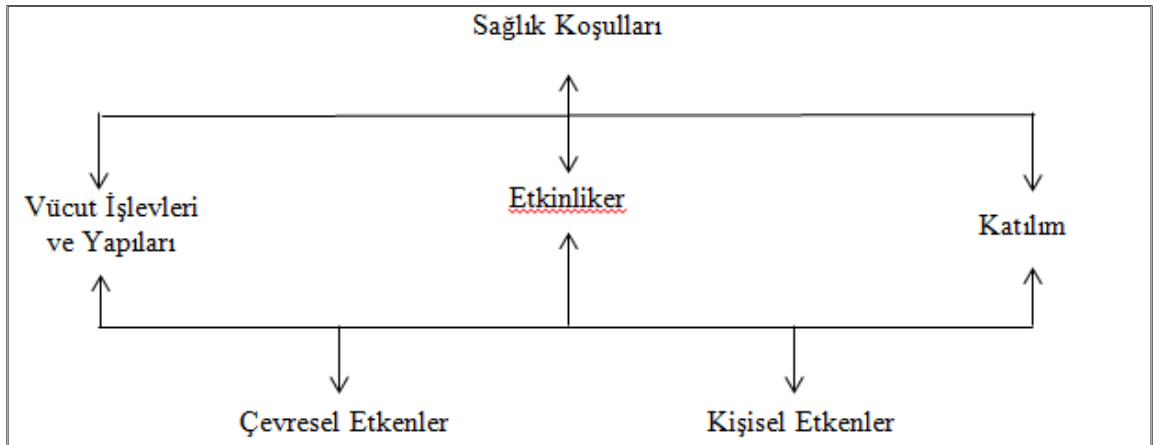 Sağlık Koşulları
Vücut İşlevleri
ve Yapıları
Etkinliker
Katılım
Çevresel Etkenler
Kişisel Etkenler